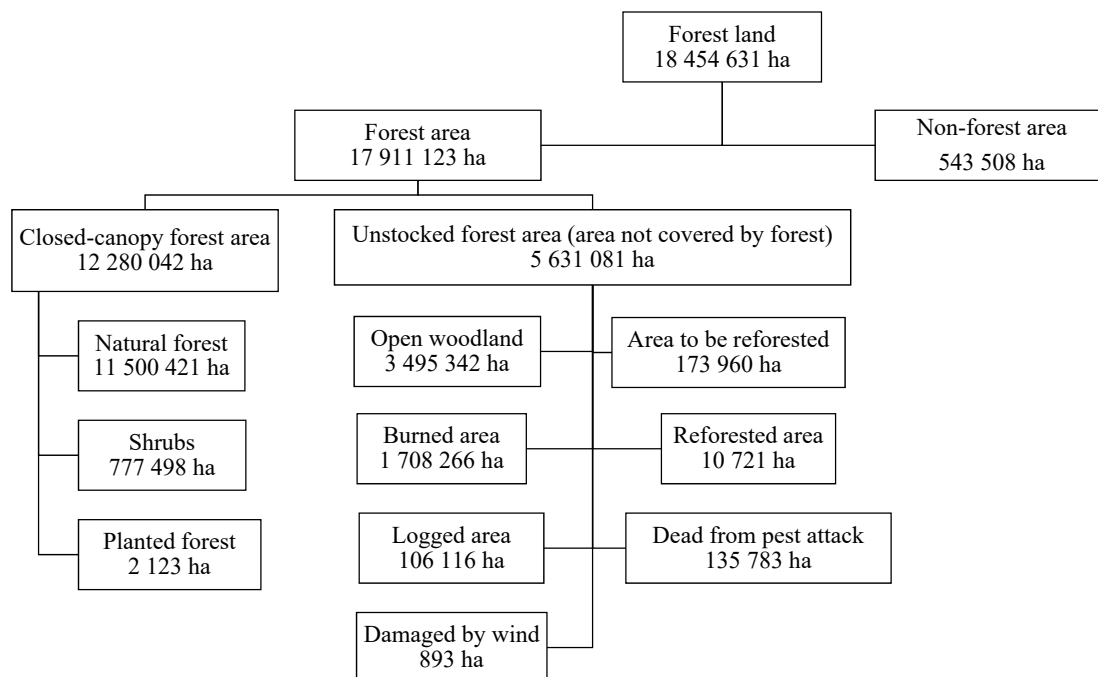 Forest land
18 454 631 ha
Forest area
17 911 123 ha
Non-forest area
543 508 ha
Closed-canopy forest area
12 280 042 ha
Unstocked forest area (area not covered by forest)
5 631 081 ha
Natural forest
11 500 421 ha
Shrubs
777 498 ha
Planted forest
2 123 ha
Open woodland
3 495 342 ha
Area to be reforested
173 960 ha
Burned area
1 708 266 ha
Reforested area
10 721 ha
Logged area
106 116 ha
Dead from pest attack
135 783 ha
Damaged by wind
893 ha